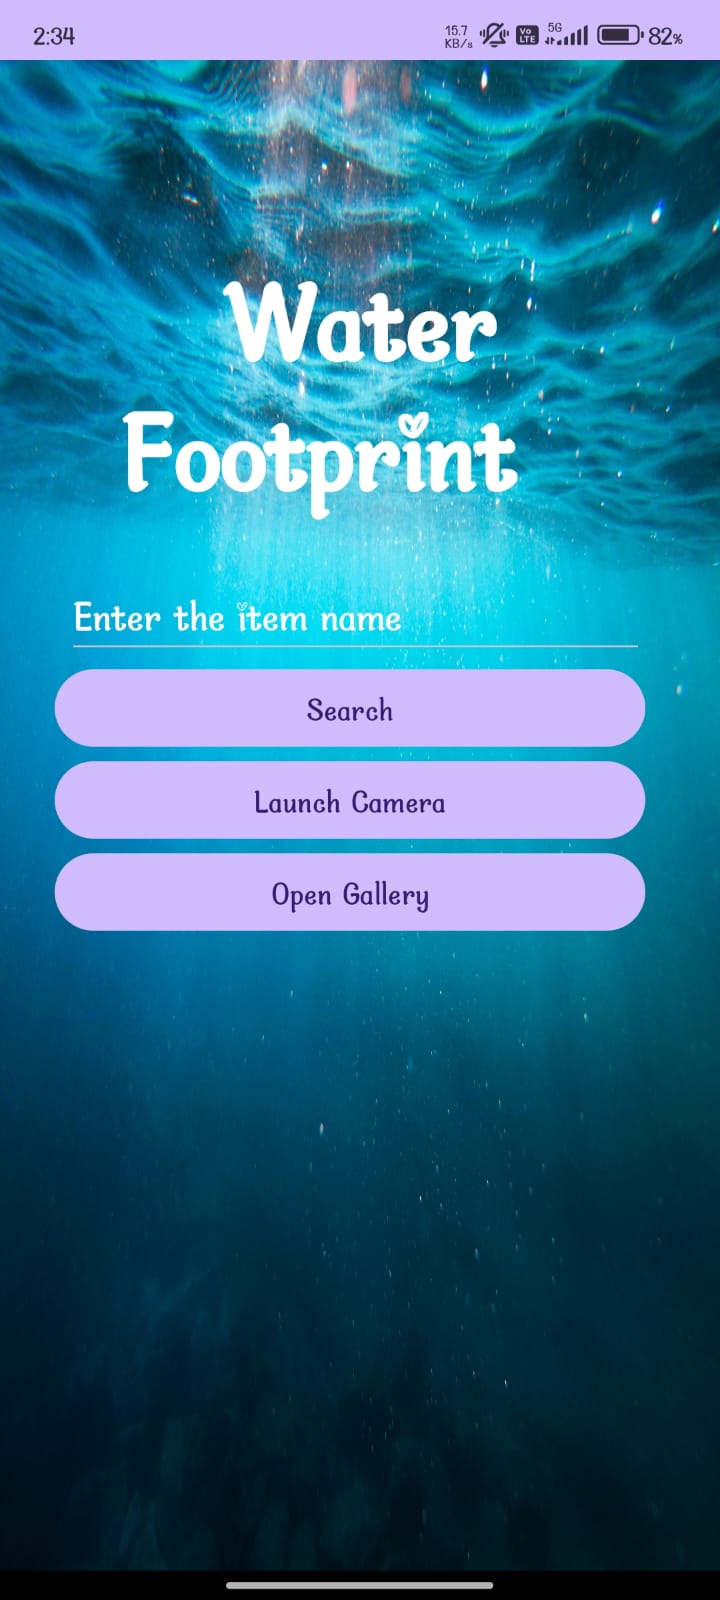 2:34 15.7 KB/s Vo LTE 5G 82%
Water
Footprint
Enter the item name
Search
Launch Camera
Open Gallery